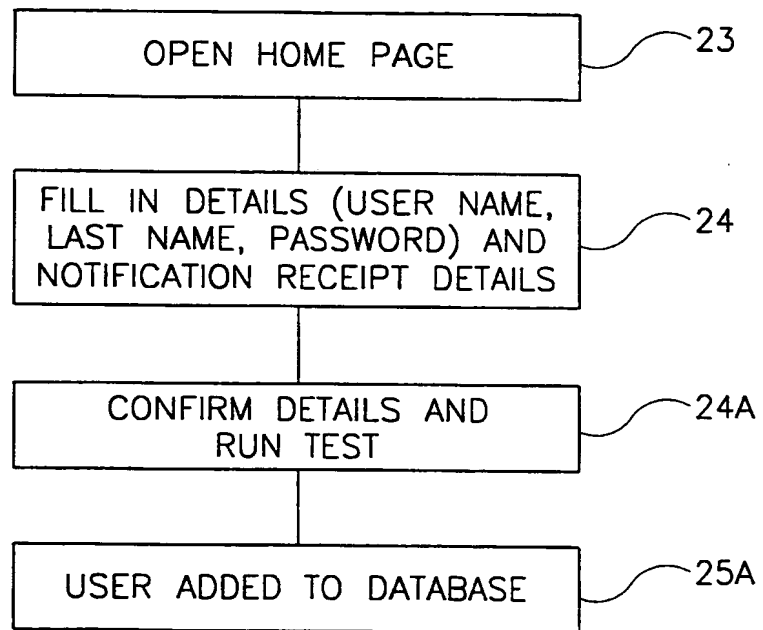 OPEN HOME PAGE
23
FILL IN DETAILS (USER NAME,
LAST NAME, PASSWORD) AND
NOTIFICATION RECEIPT DETAILS
24
CONFIRM DETAILS AND
RUN TEST
24A
USER ADDED TO DATABASE
25A